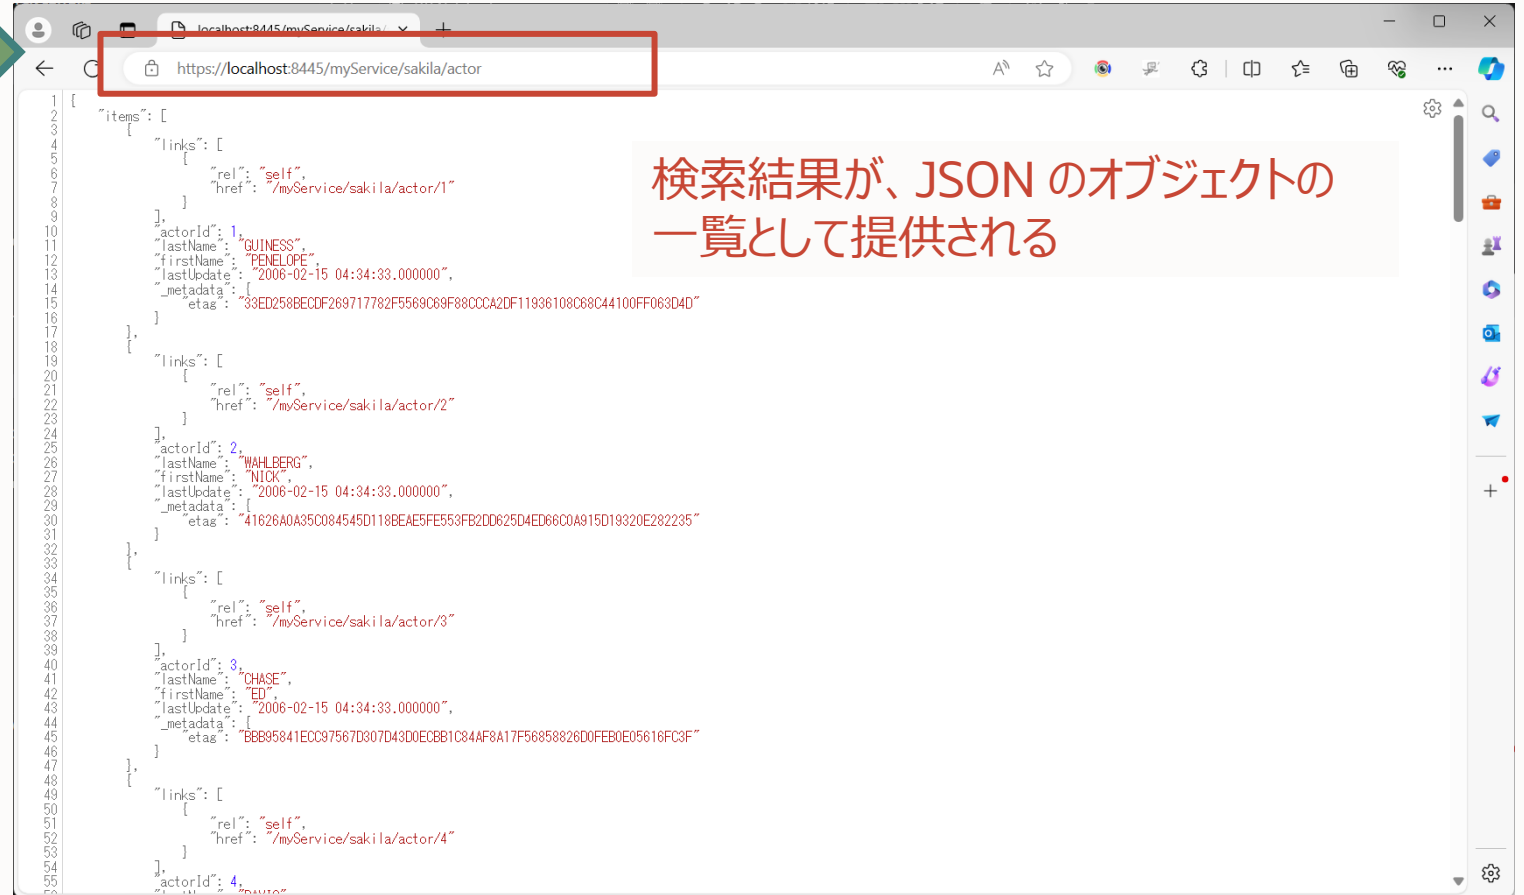 localhost:8445/myService/sakila/
https://localhost:8445/myService/sakila/actor
検索結果が、JSON のオブジェクトの
一覧として提供される
1 {
2 "items": [
3 {
4 "links": [
5 {
6 "rel": "self",
7 "href": "/myService/sakila/actor/1"
8 }
9 ],
10 "actorId": 1,
11 "lastName": "GUINESS",
12 "firstName": "PENELOPE",
13 "lastUpdate": "2006-02-15 04:34:33.000000",
14 "_metadata": {
15 "etag": "33ED258BECDF269717782F5569C69F88CCCA2DF11936108C68C44100FF063D4D"
16 }
17 },
18 {
19 "links": [
20 {
21 "rel": "self",
22 "href": "/myService/sakila/actor/2"
23 }
24 ],
25 "actorId": 2,
26 "lastName": "WAHLBERG",
27 "firstName": "NICK",
28 "lastUpdate": "2006-02-15 04:34:33.000000",
29 "_metadata": {
30 "etag": "41626A0A35C084545D118BEAE5FE553FB2DD625D4ED66C0A915D19320E282235"
31 }
32 },
33 {
34 "links": [
35 {
36 "rel": "self",
37 "href": "/myService/sakila/actor/3"
38 }
39 ],
40 "actorId": 3,
41 "lastName": "CHASE",
42 "firstName": "ED",
43 "lastUpdate": "2006-02-15 04:34:33.000000",
44 "_metadata": {
45 "etag": "BBB95841ECC97567D307D43D0ECBB1C84AF8A17F56858826D0FEB0E05616FC3F"
46 }
47 },
48 {
49 "links": [
50 {
51 "rel": "self",
52 "href": "/myService/sakila/actor/4"
53 }
54 ],
55 "actorId": 4,